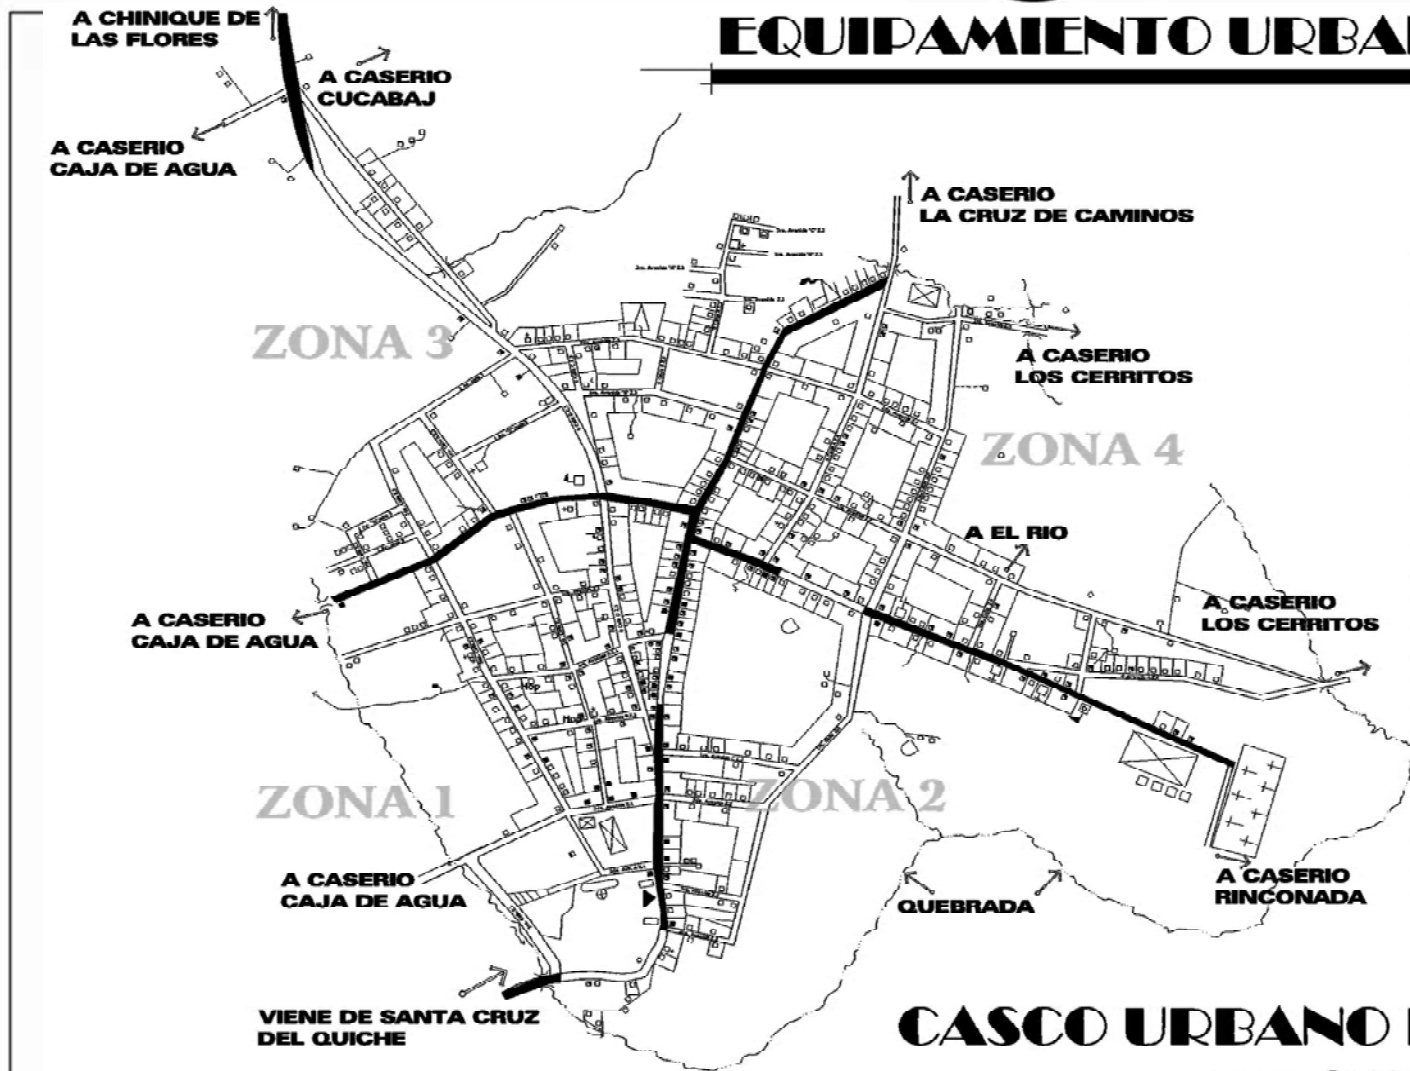 A CHINIQUE DE
LAS FLORES
EQUIPAMIENTO URBA
A CASERIO
CUCABAJ
A CASERIO
CAJA DE AGUA
A CASERIO
LA CRUZ DE CAMINOS
ZONA 3
A CASERIO
LOS CERRITOS
ZONA 4
A EL RIO
A CASERIO
CAJA DE AGUA
A CASERIO
LOS CERRITOS
ZONA 1
ZONA 2
A CASERIO
CAJA DE AGUA
QUEBRADA
A CASERIO
RINCONADA
VIENE DE SANTA CRUZ
DEL QUICHE
CASCO URBANO